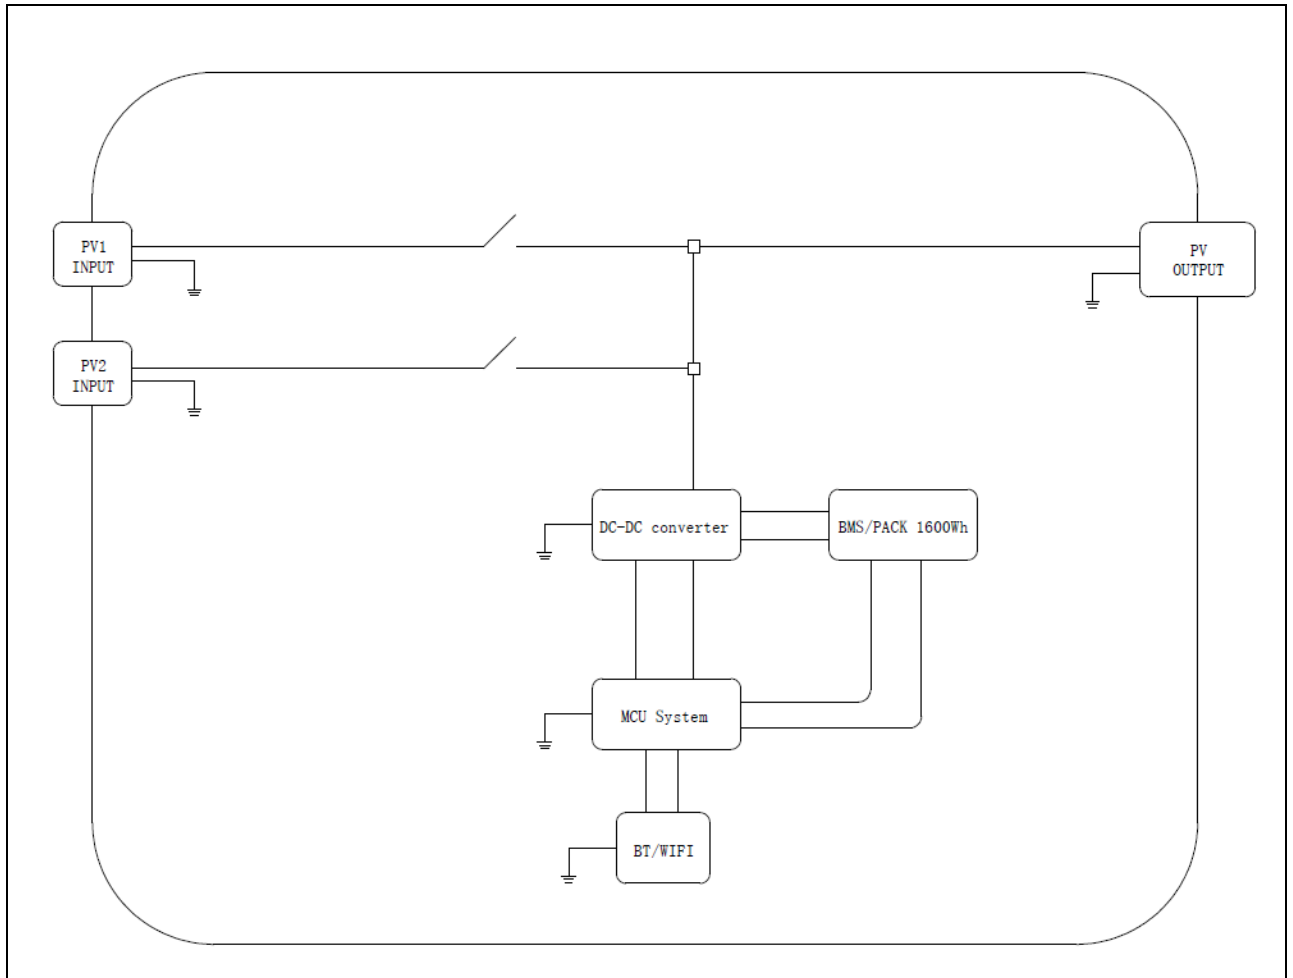 PV1
INPUT
PV
OUTPUT
PV2
INPUT
DC-DC converter
BMS/PACK 1600Wh
MCU System
BT/WIFI